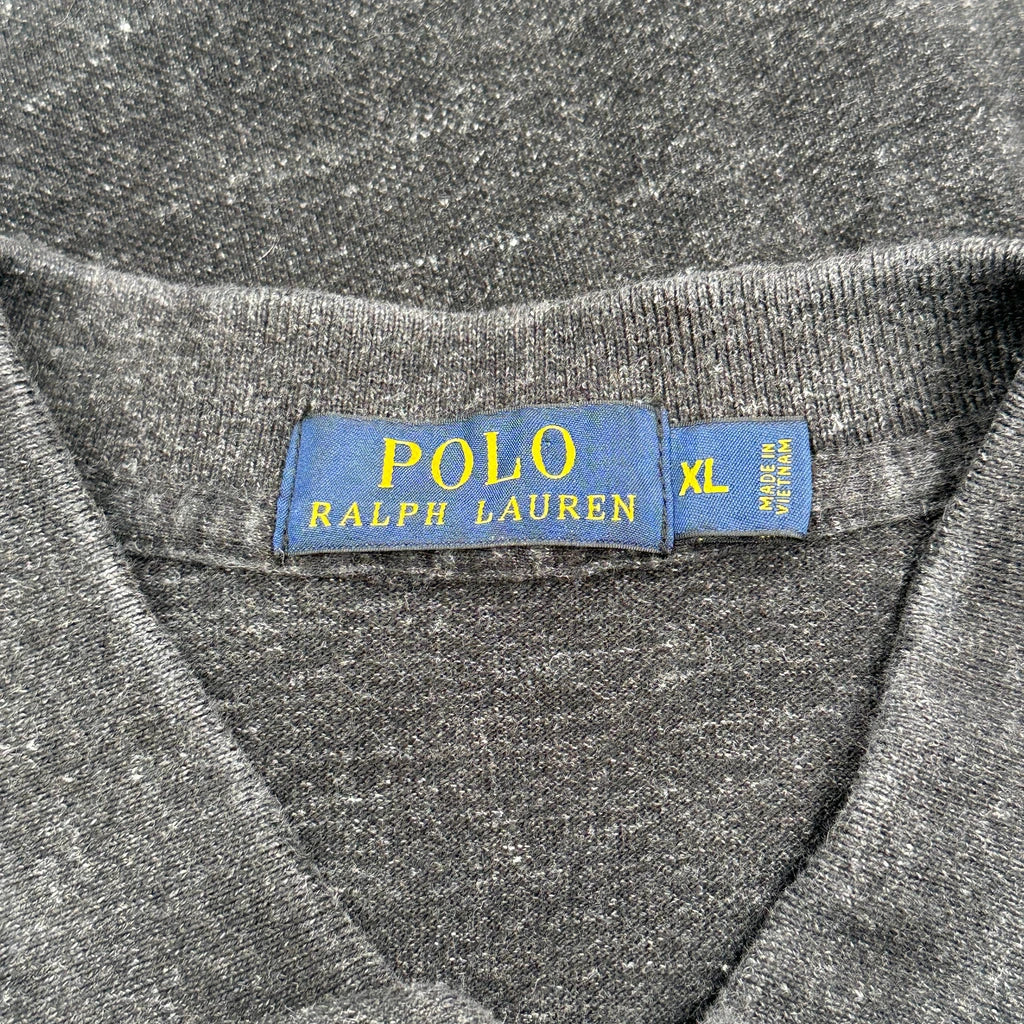 POLO
RALPH LAUREN
XL
MADE IN
VIETNAM